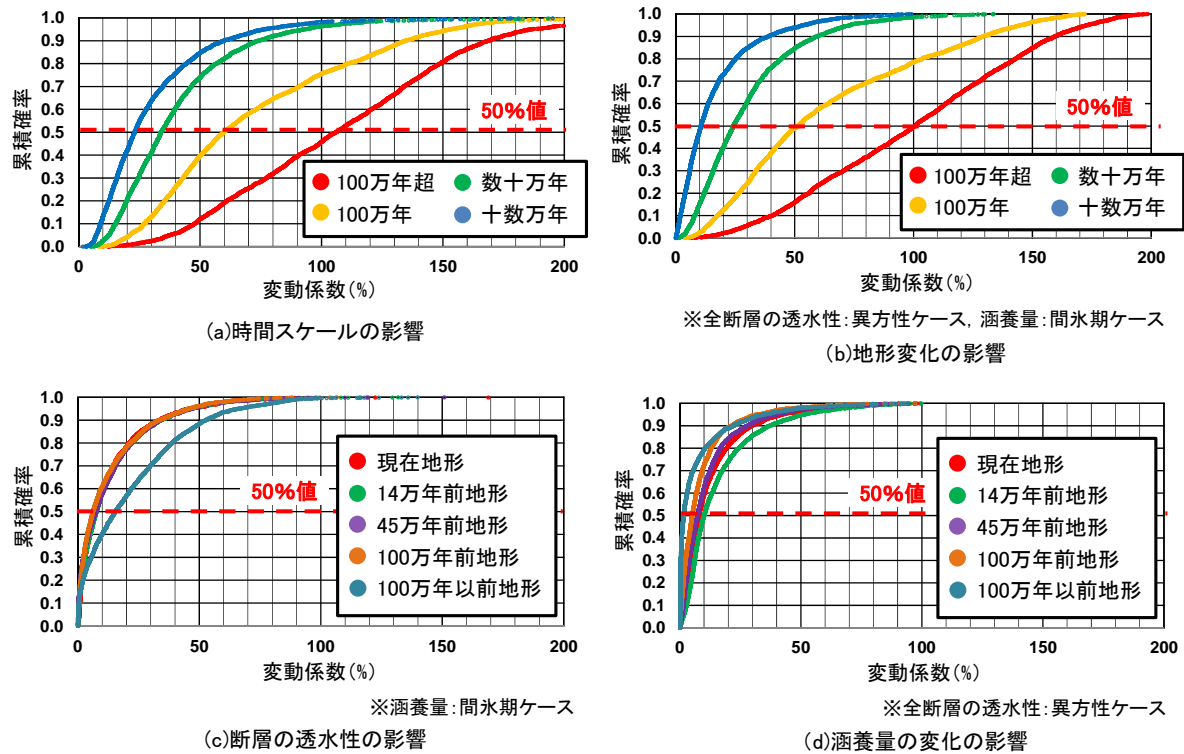 1.0
0.9
0.8
0.7
0.6
0.5
0.4
0.3
0.2
0.1
0.0
累積確率
50%値
100万年超
数十万年
100万年
十数万年
0
50
100
150
200
変動係数(%)
(a)時間スケールの影響
1.0
0.9
0.8
0.7
0.6
0.5
0.4
0.3
0.2
0.1
0.0
累積確率
50%値
100万年超
数十万年
100万年
十数万年
0
50
100
150
200
変動係数(%)
※全断層の透水性:異方性ケース, 涵養量:間氷期ケース
(b)地形変化の影響
1.0
0.9
0.8
0.7
0.6
0.5
0.4
0.3
0.2
0.1
0.0
累積確率
50%値
現在地形
14万年前地形
45万年前地形
100万年前地形
100万年以前地形
0
50
100
150
200
変動係数(%)
※涵養量:間氷期ケース
(c)断層の透水性の影響
1.0
0.9
0.8
0.7
0.6
0.5
0.4
0.3
0.2
0.1
0.0
累積確率
50%値
現在地形
14万年前地形
45万年前地形
100万年前地形
100万年以前地形
0
50
100
150
200
変動係数(%)
※全断層の透水性:異方性ケース
(d)涵養量の変化の影響